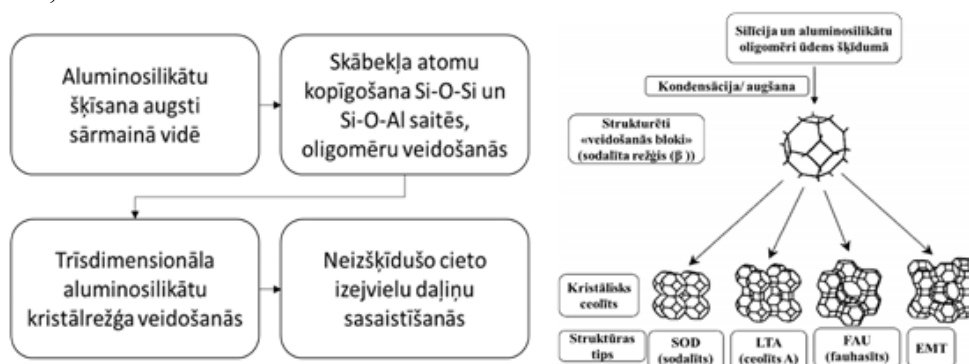 Aluminosilikātu
šķīšana augsti
sārmainā vidē
Skābekļa atomu
kopīgošana Si-O-Si un
Si-O-Al saitēs,
oligomēru veidošanās
Trīsdimensionāla
aluminosilikātu
kristālrežģa veidošanās
Neizšķīdušo cieto
izejvielu daļiņu
sasaistīšanās
Silīcija un aluminosilikātu
oligomēri ūdens šķīdumā
Kondensācija/ augšana
Strukturēti
«veidošanās bloki»
(sodalīta režģis (β ))
Kristālisks
ceolīts
Struktūras
tips
SOD
(sodalīts)
LTA
(ceolīts A)
FAU
(fauhasīts)
EMT